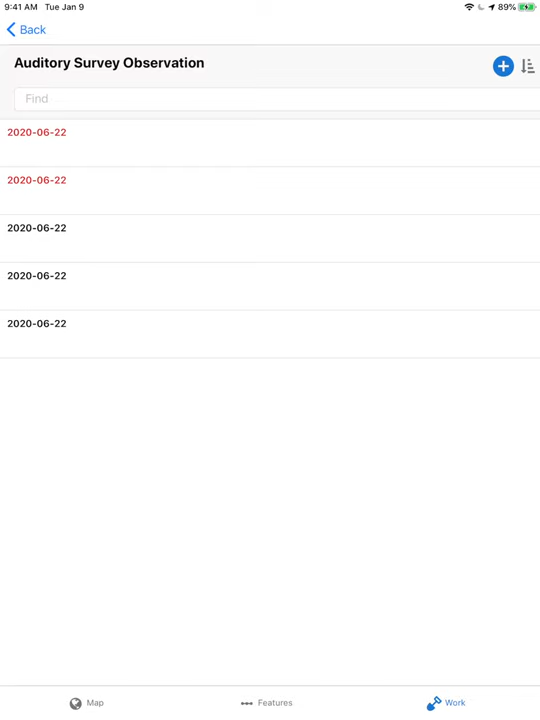 9:41 AM Tue Jan 9 89%
Back
Auditory Survey Observation
Find
2020-06-22
2020-06-22
2020-06-22
2020-06-22
2020-06-22
Map Features Work